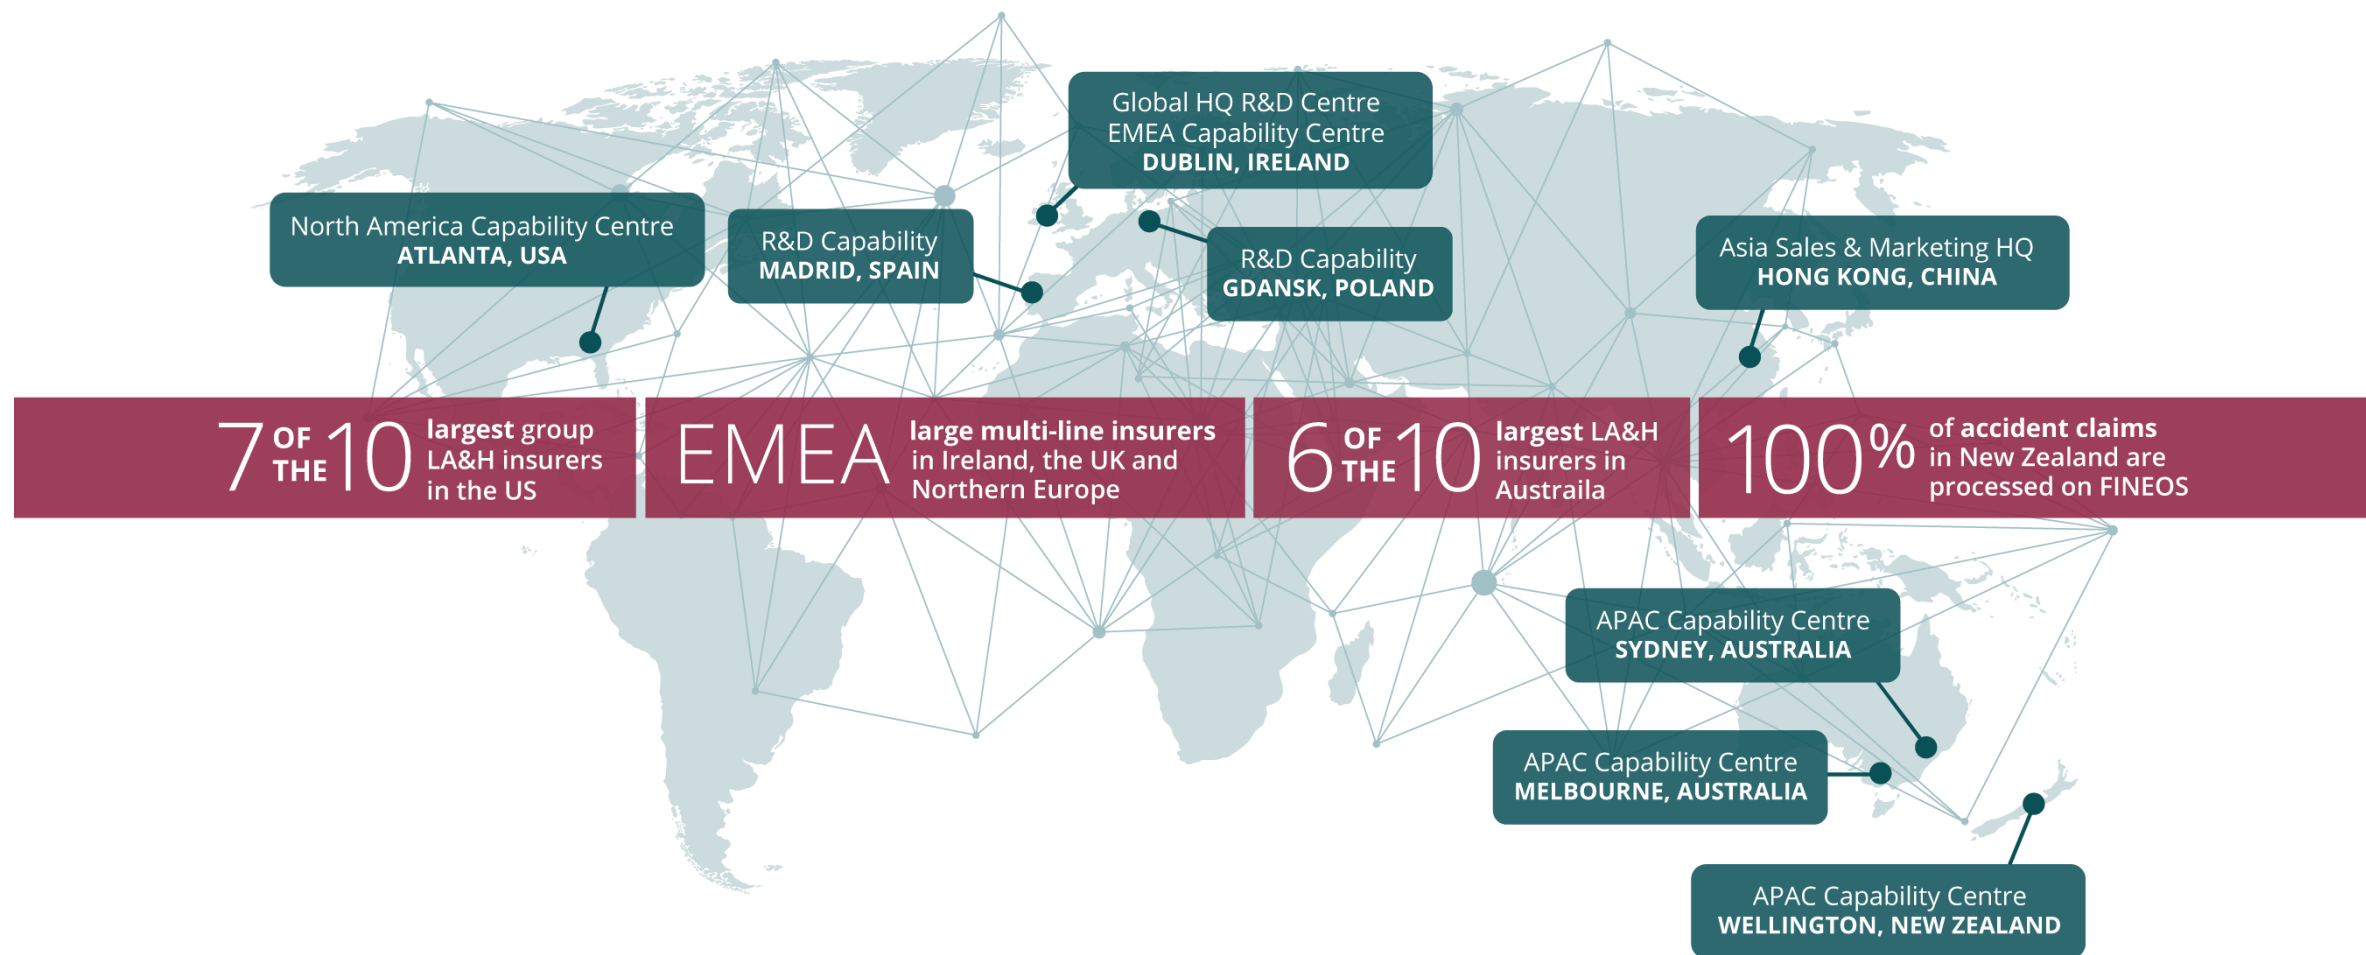 Global HQ R&D Centre
EMEA Capability Centre
DUBLIN, IRELAND
North America Capability Centre
ATLANTA, USA
R&D Capability
MADRID, SPAIN
R&D Capability
GDANSK, POLAND
Asia Sales & Marketing HQ
HONG KONG, CHINA
7 OF THE 10
largest group
LA&H insurers
in the US
EMEA
large multi-line insurers
in Ireland, the UK and
Northern Europe
6 OF THE 10
largest LA&H
insurers in
Austraila
100%
of accident claims
in New Zealand are
processed on FINEOS
APAC Capability Centre
SYDNEY, AUSTRALIA
APAC Capability Centre
MELBOURNE, AUSTRALIA
APAC Capability Centre
WELLINGTON, NEW ZEALAND